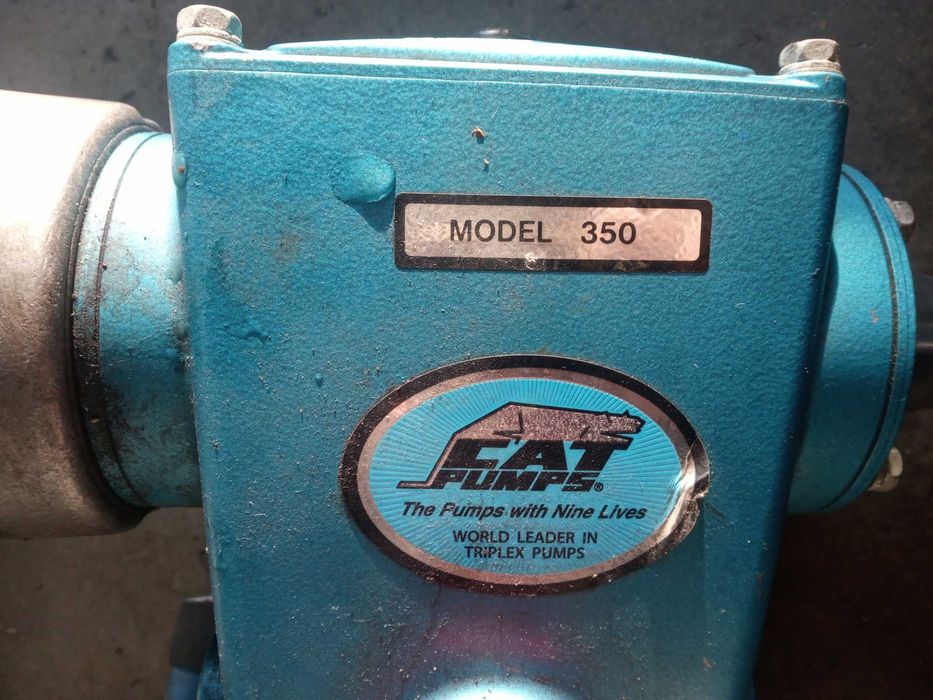 MODEL 350
CAT
PUMPS®
The Pumps with Nine Lives
WORLD LEADER IN
TRIPLEX PUMPS